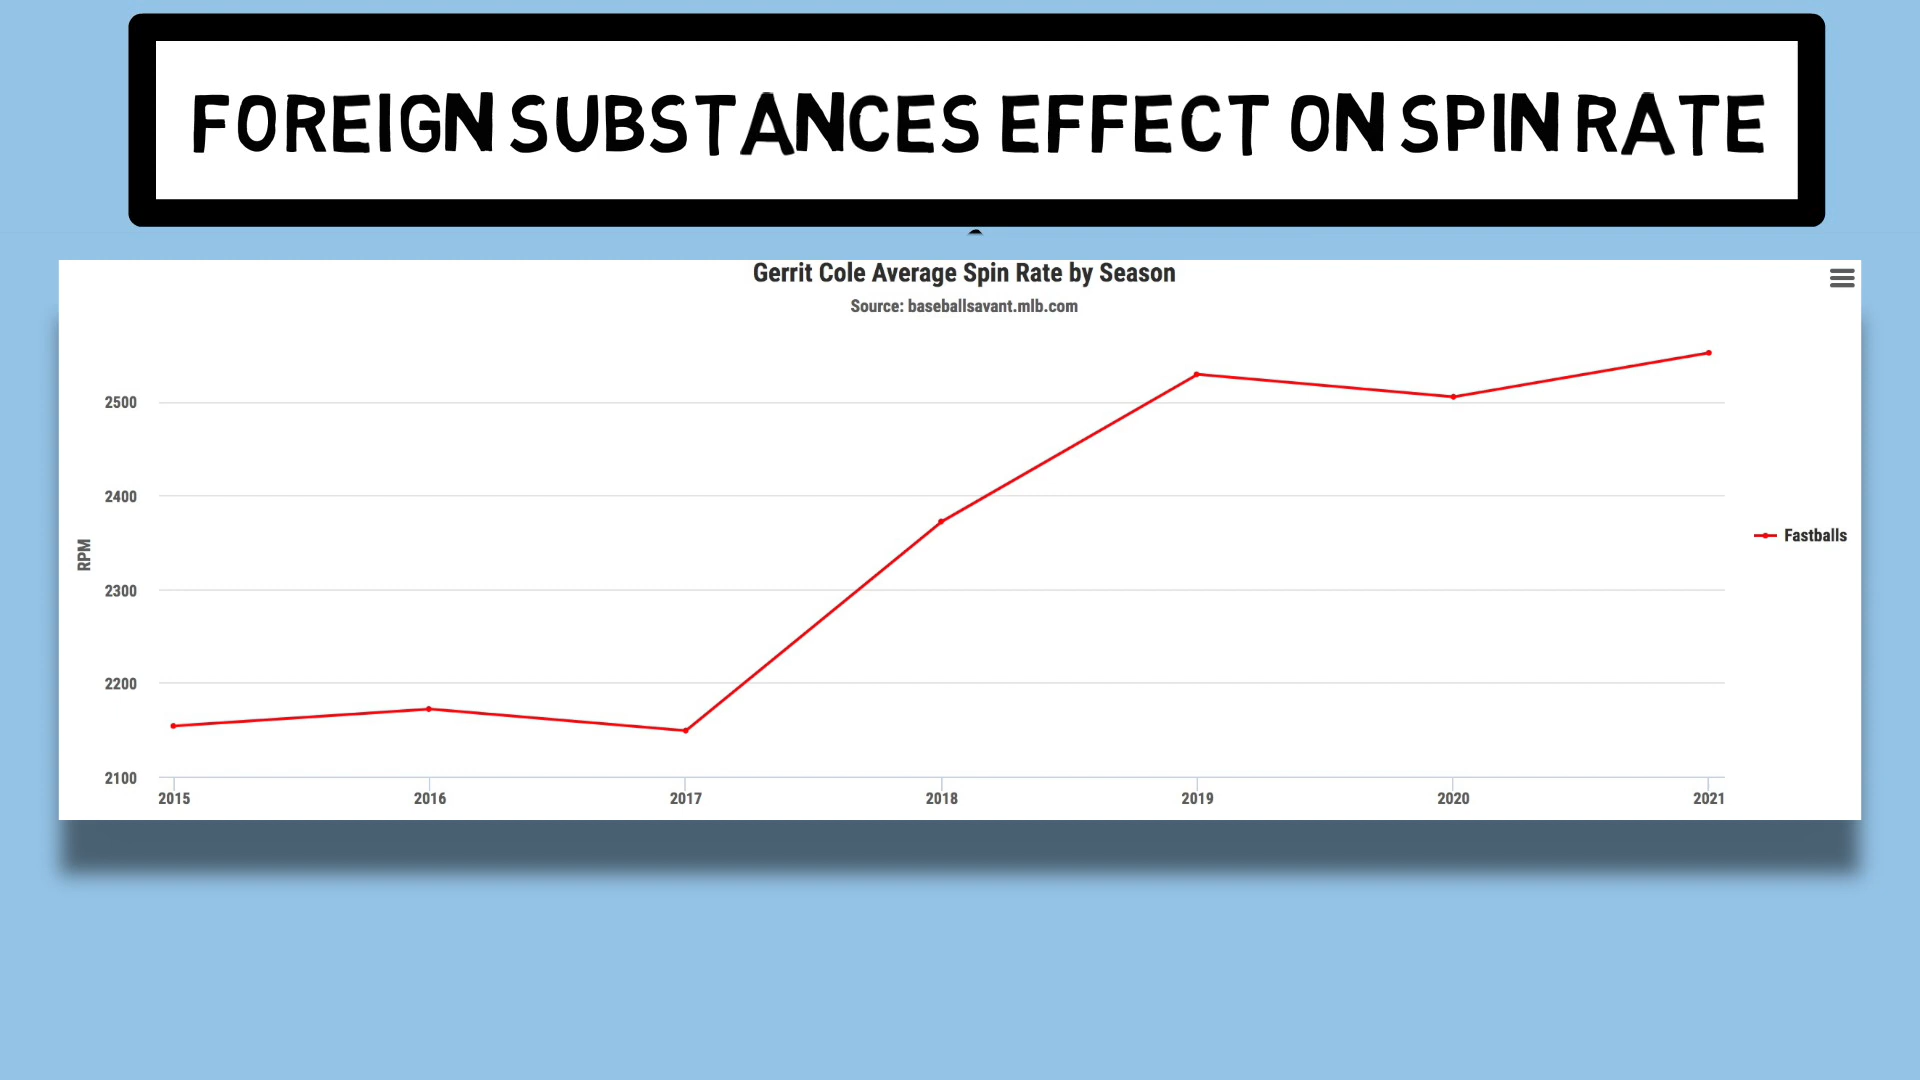 FOREIGN SUBSTANCES EFFECT ON SPIN RATE
Gerrit Cole Average Spin Rate by Season
Source: baseballsavant.mlb.com
2500
2400
2300
2200
2100
RPM
2015 2016 2017 2018 2019 2020 2021
Fastballs